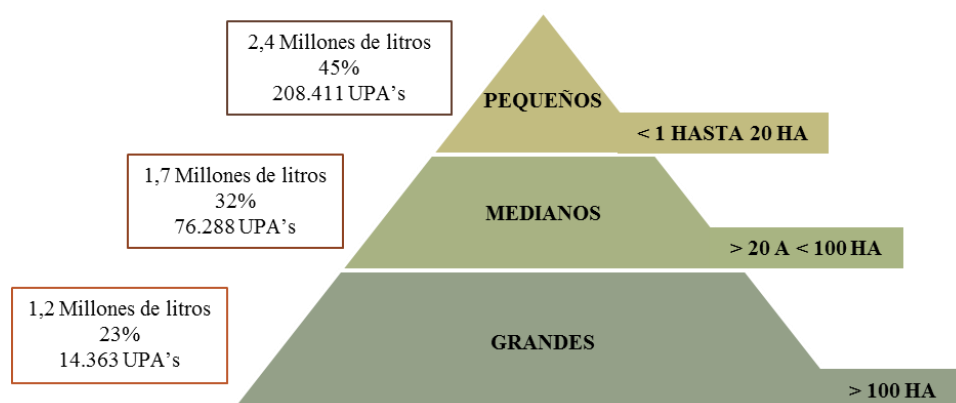 2,4 Millones de litros
45%
208.411 UPA’s
PEQUEÑOS
< 1 HASTA 20 HA
1,7 Millones de litros
32%
76.288 UPA’s
MEDIANOS
> 20 A < 100 HA
1,2 Millones de litros
23%
14.363 UPA’s
GRANDES
> 100 HA